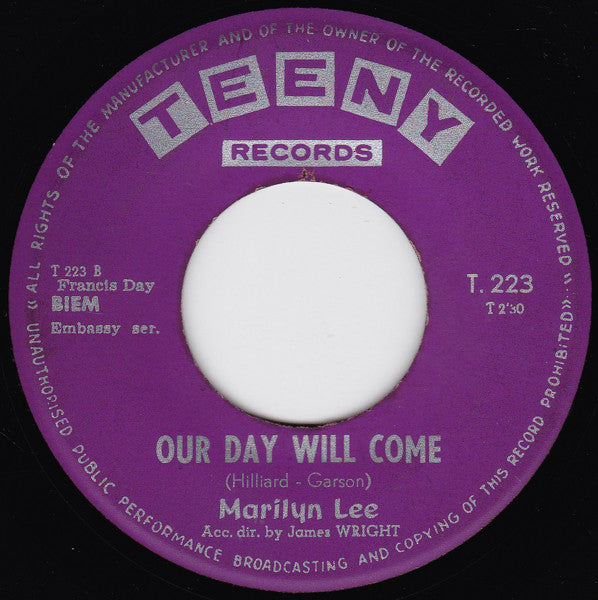 « ALL RIGHTS OF THE MANUFACTURER AND OF THE OWNER OF THE RECORDED WORK RESERVED »
TEENY
RECORDS
T 223 B
Francis Day
BIEM
Embassy ser.
T. 223
T 2'30
OUR DAY WILL COME
(Hilliard - Garson)
Marilyn Lee
Acc. dir. by James WRIGHT
« UNAUTHORISED PUBLIC PERFORMANCE BROADCASTING AND COPYING OF THIS RECORD PROHIBITED »